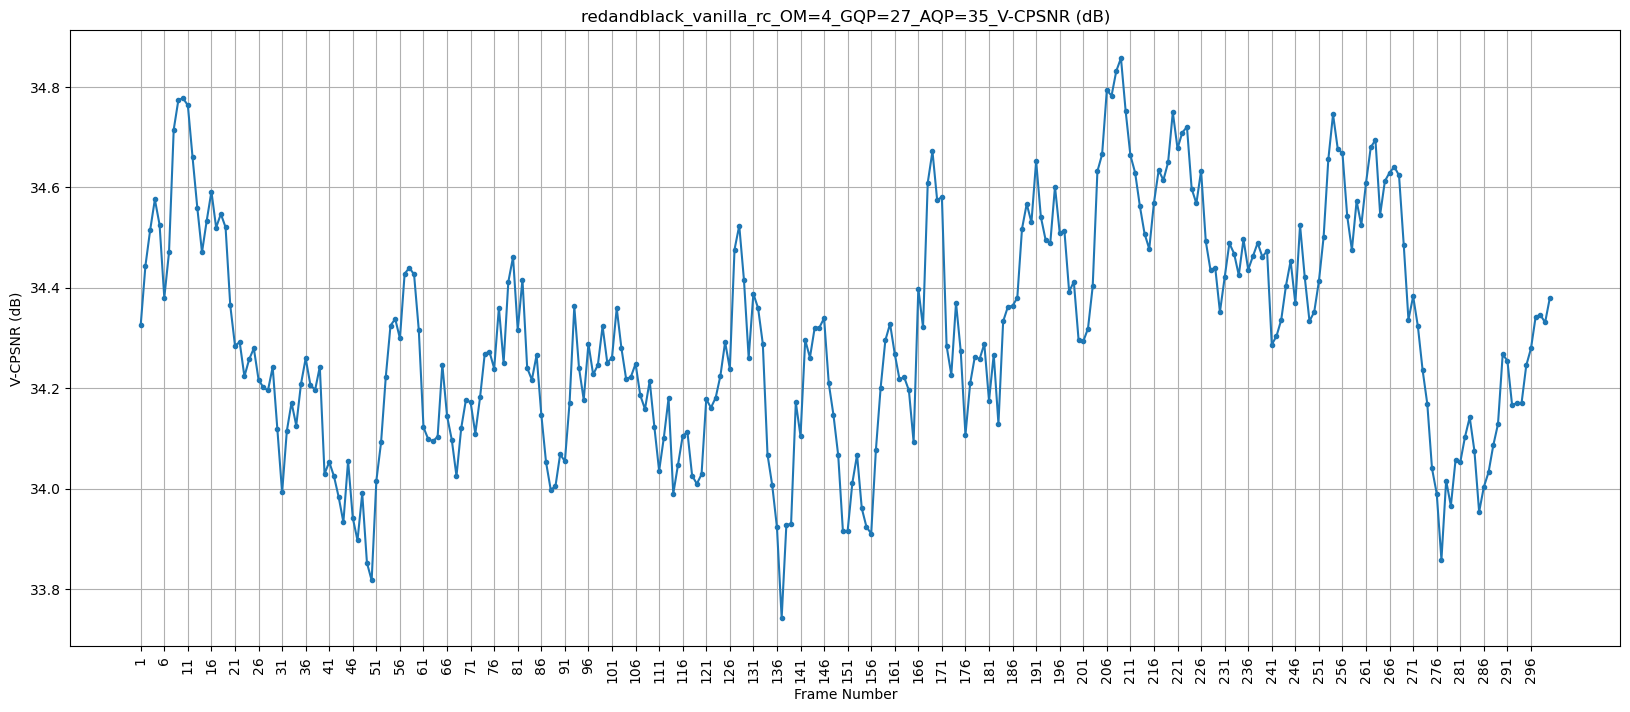 redandblack_vanilla_rc_OM=4_GQP=27_AQP=35_V-CPSNR (dB)
V-CPSNR (dB)
34.8
34.6
34.4
34.2
34.0
33.8
1 6 11 16 21 26 31 36 41 46 51 56 61 66 71 76 81 86 91 96 101 106 111 116 121 126 131 136 141 146 151 156 161 166 171 176 181 186 191 196 201 206 211 216 221 226 231 236 241 246 251 256 261 266 271 276 281 286 291 296
Frame Number